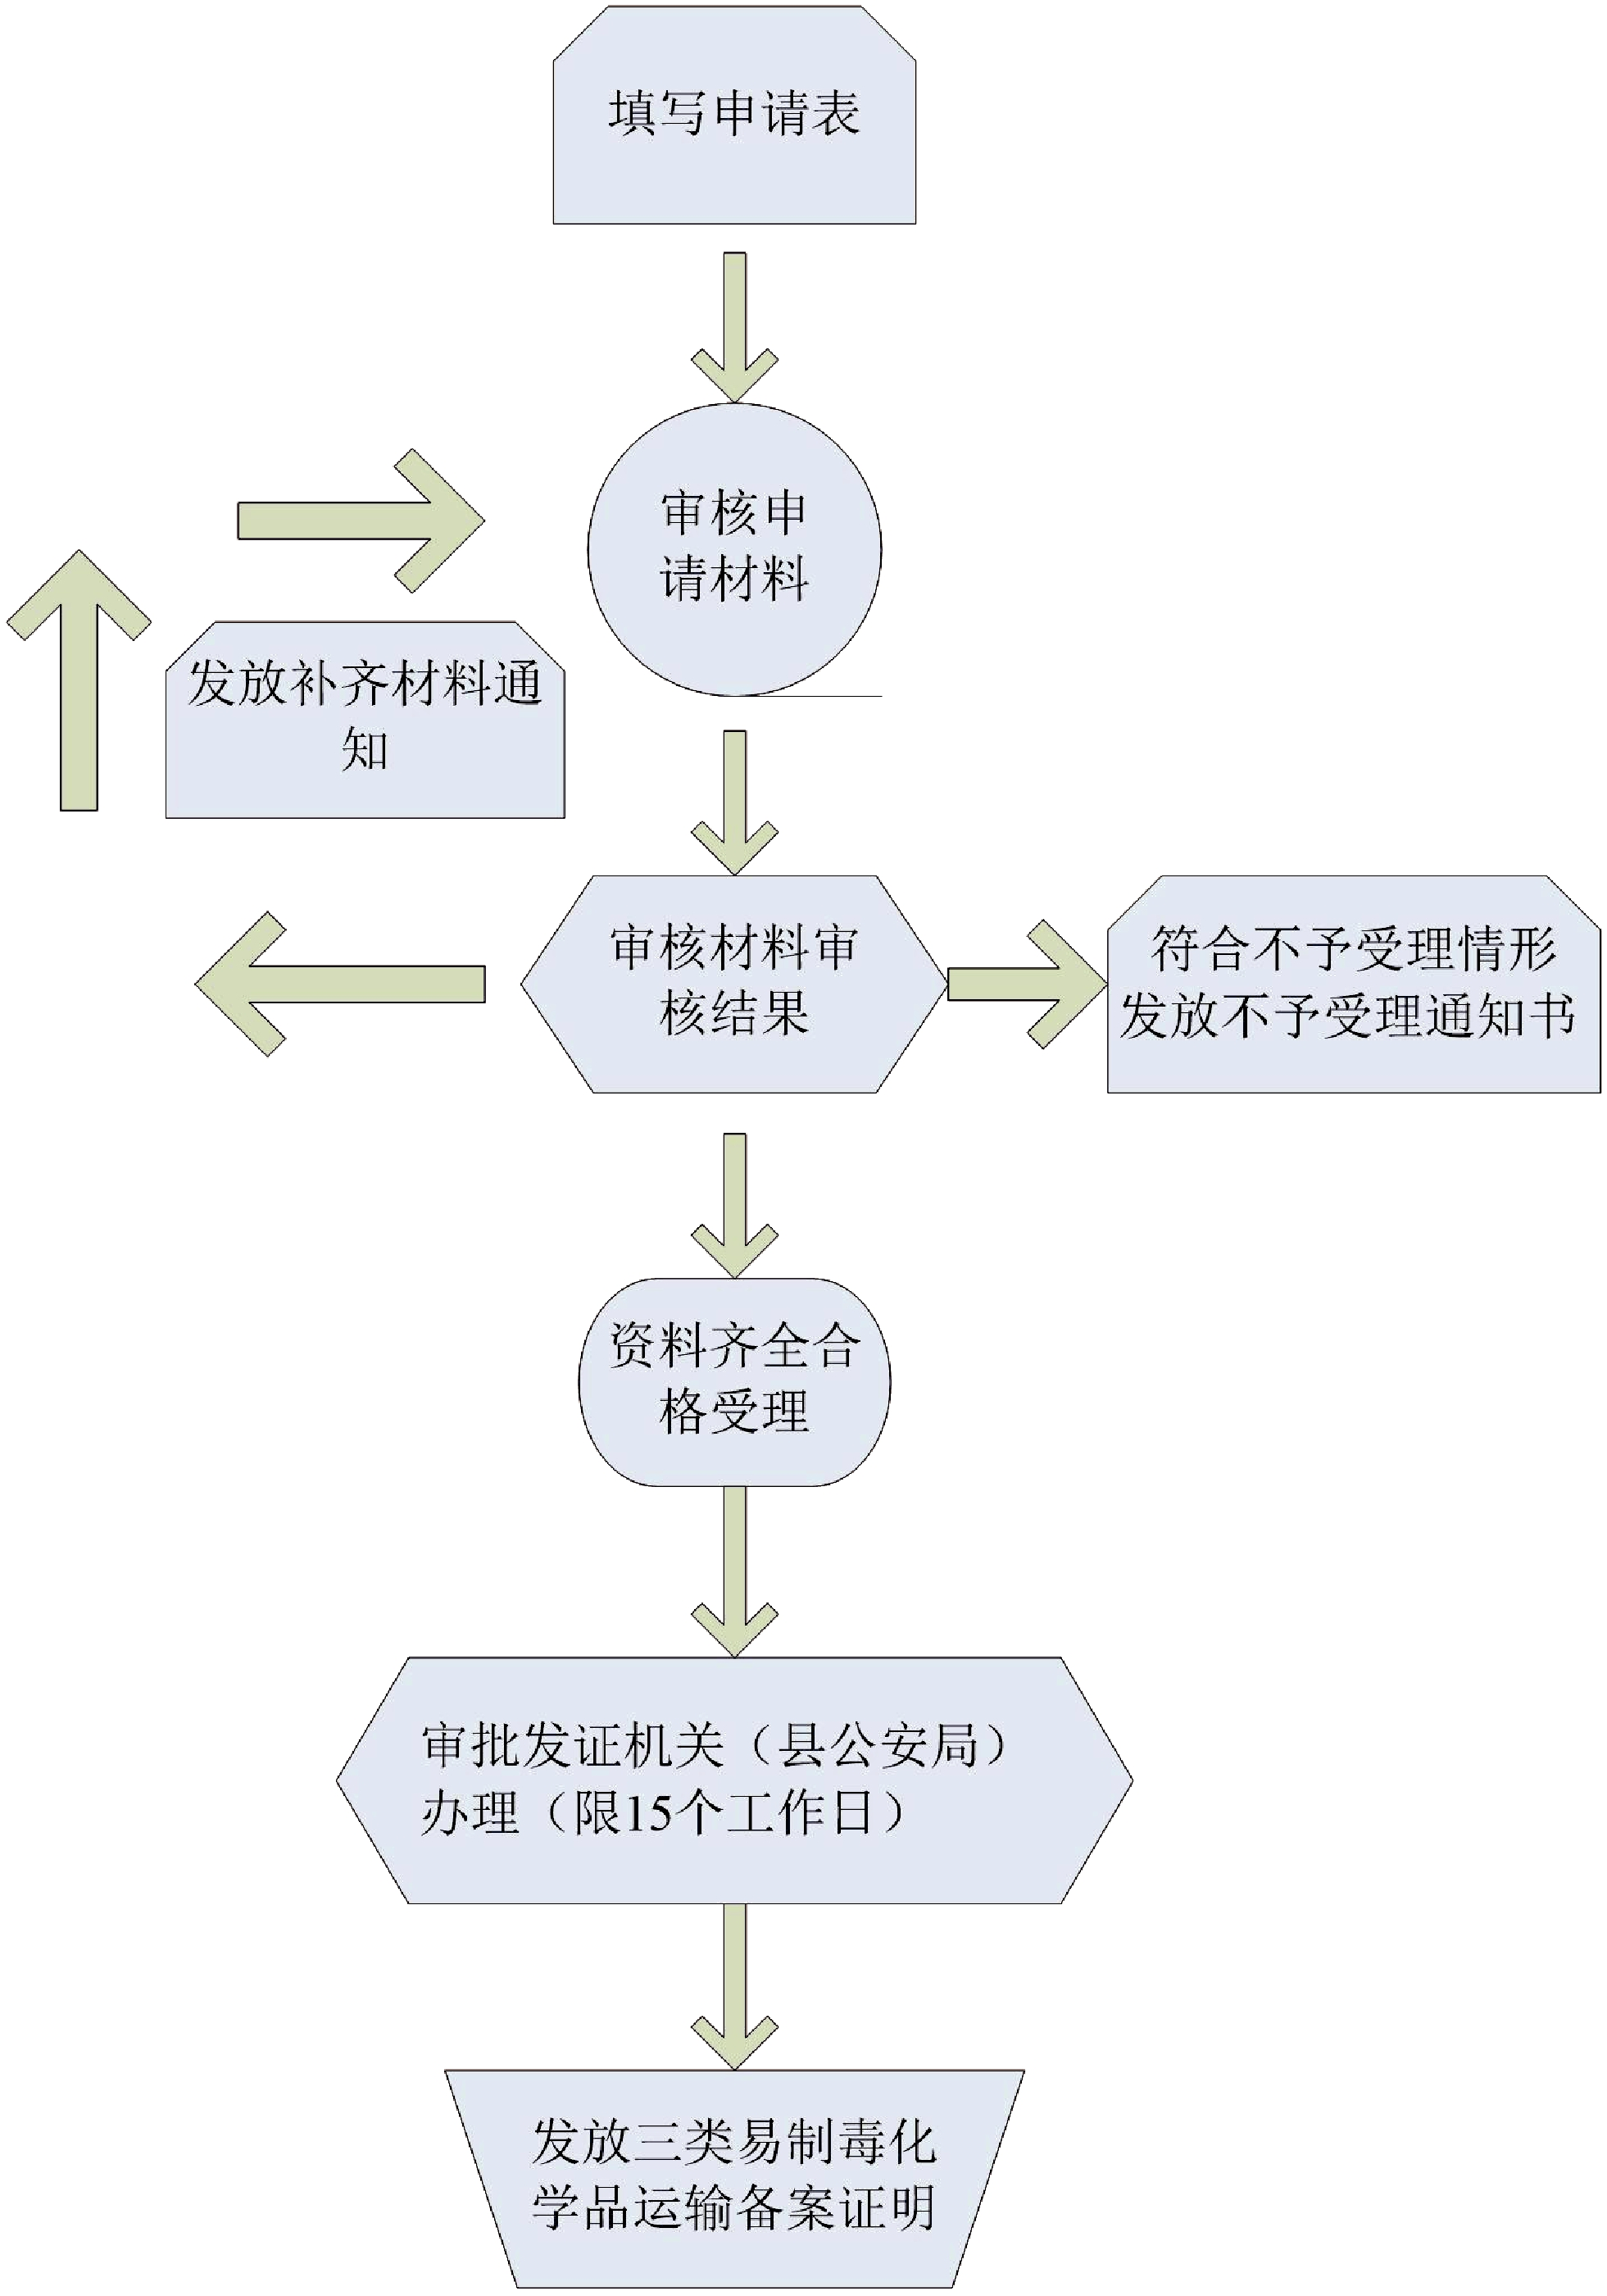 填写申请表
审核申
请材料
发放补齐材料通
知
审核材料审
核结果
符合不予受理情形
发放不予受理通知书
资料齐全合
格受理
审批发证机关（县公安局）
办理（限15个工作日）
发放三类易制毒化
学品运输备案证明